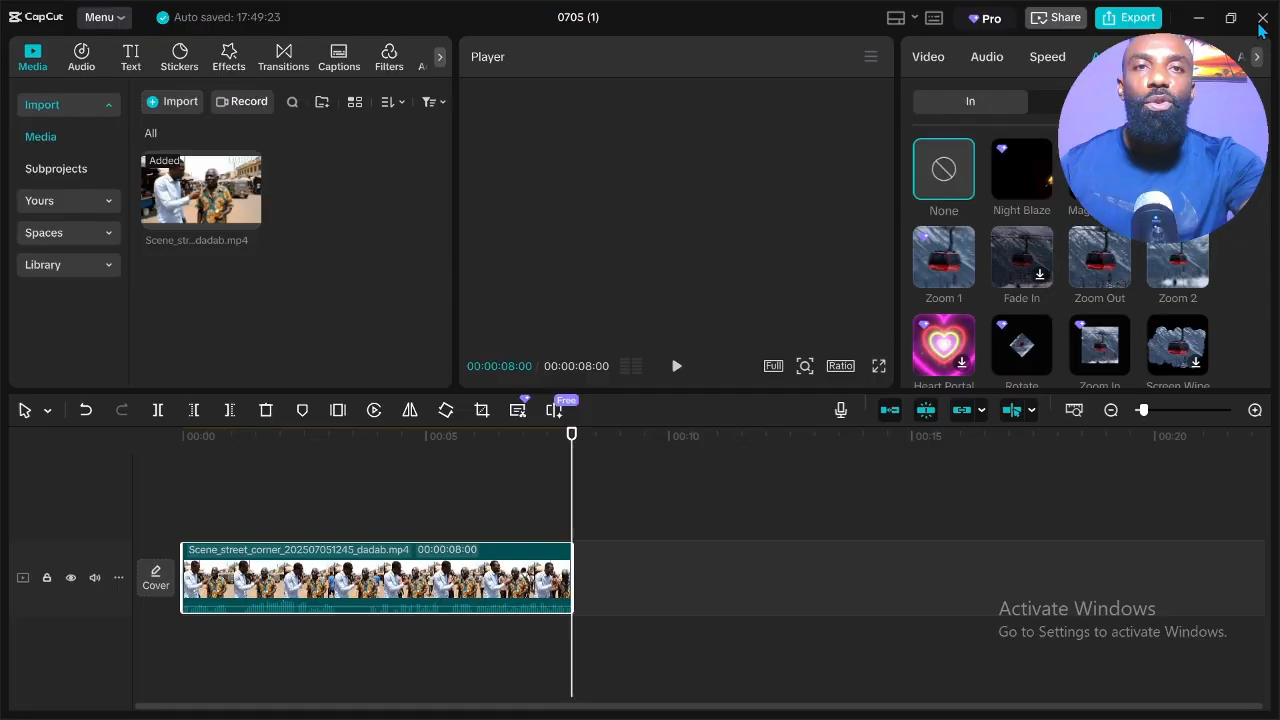 CapCut
Menu
Auto saved: 17:49:23
0705 (1)
Pro
Share
Export
Media
Audio
Text
Stickers
Effects
Transitions
Captions
Filters
Player
Video
Audio
Speed
Import
Media
Subprojects
Yours
Spaces
Library
Import
Record
All
Added
Scene_str...dadab.mp4
00:00:08:00 / 00:00:08:00
Full
Ratio
In
None
Night Blaze
Zoom 1
Fade In
Zoom Out
Zoom 2
Heart Portal
Rotate
Zoom In
Screen Wipe
Free
00:00
00:05
00:10
00:15
00:20
Cover
Scene_street_corner_202507051245_dadab.mp4 00:00:08:00
Activate Windows
Go to Settings to activate Windows.